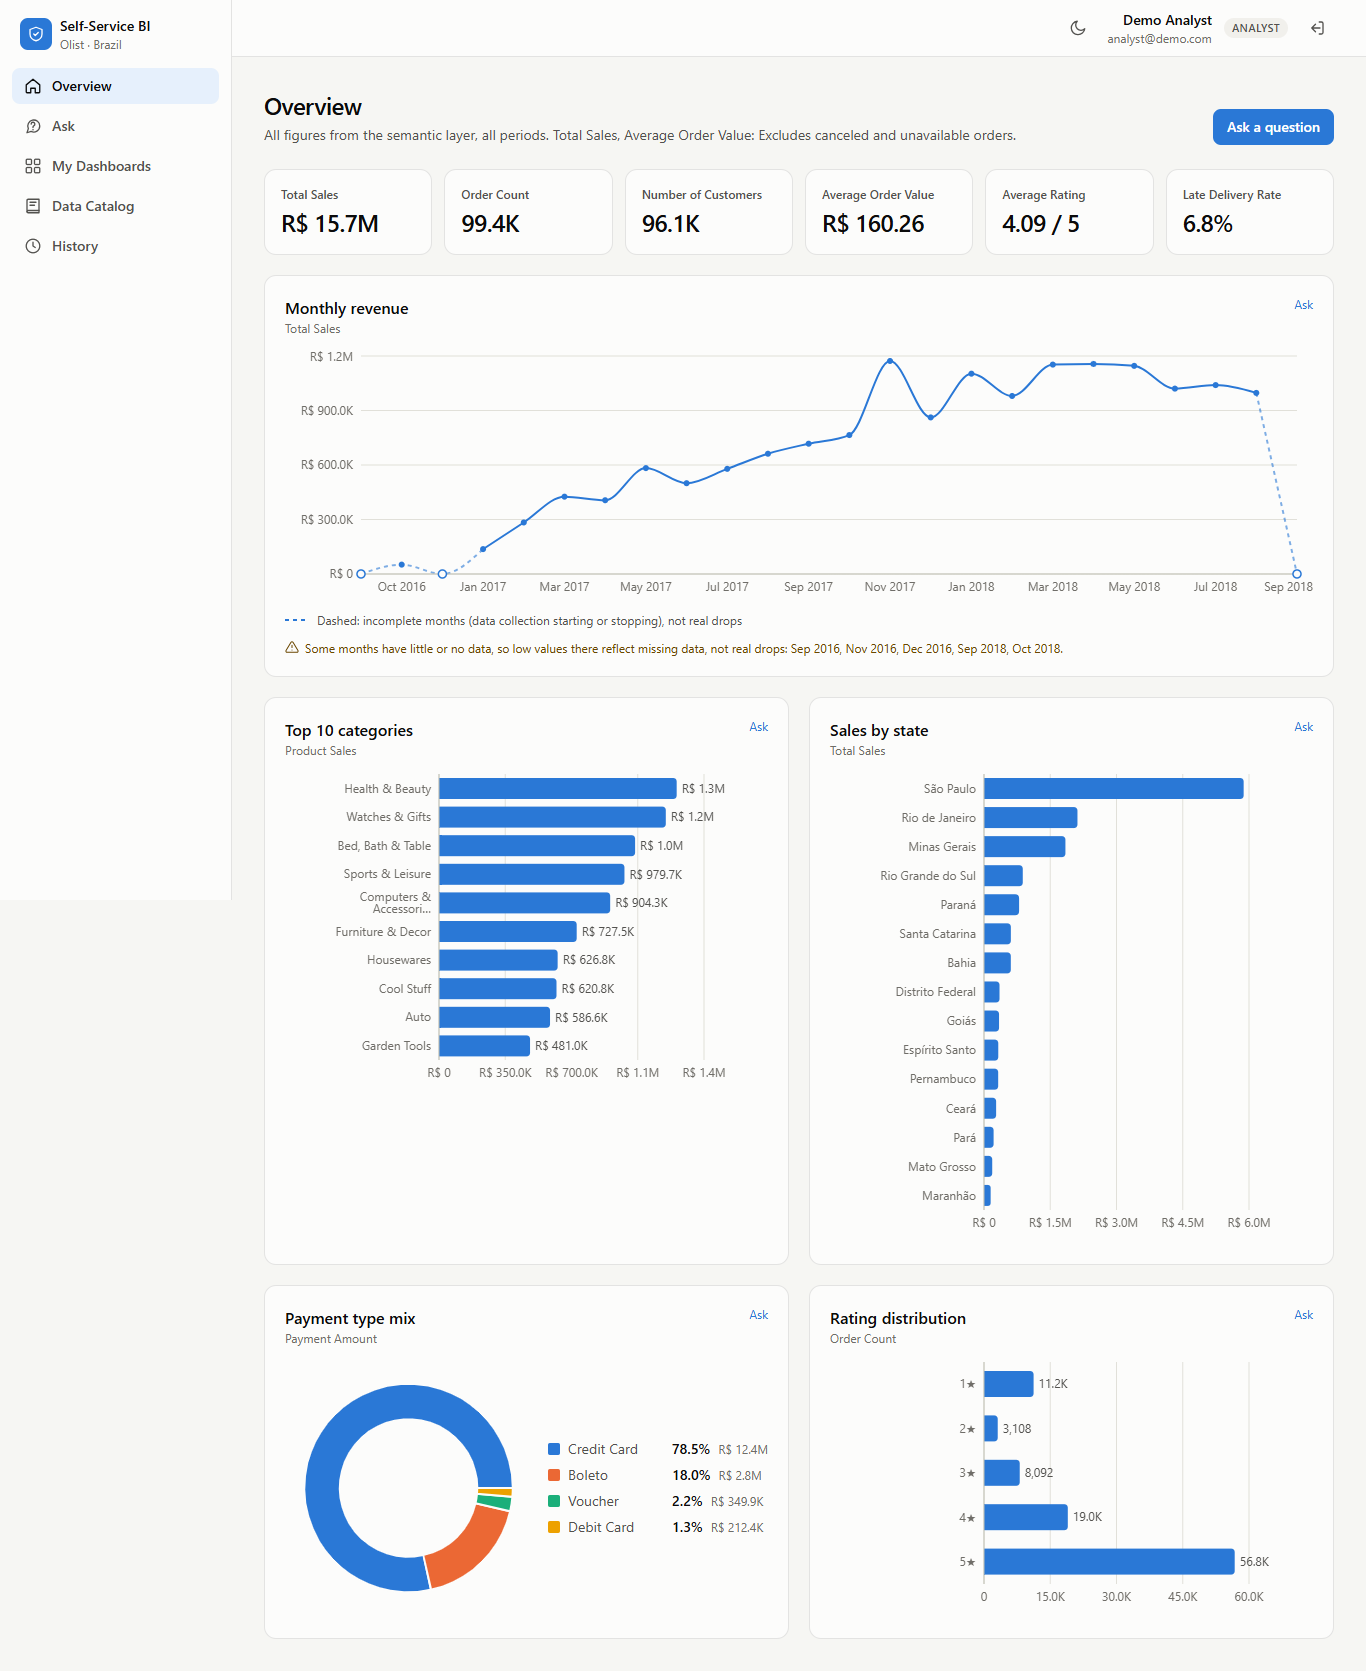 Self-Service BI
Olist · Brazil
Overview
Ask
My Dashboards
Data Catalog
History
Demo Analyst
analyst@demo.com
ANALYST
Overview
All figures from the semantic layer, all periods. Total Sales, Average Order Value: Excludes canceled and unavailable orders.
Ask a question
Total Sales
R$ 15.7M
Order Count
99.4K
Number of Customers
96.1K
Average Order Value
R$ 160.26
Average Rating
4.09 / 5
Late Delivery Rate
6.8%
Monthly revenue
Ask
Total Sales
R$ 1.2M
R$ 900.0K
R$ 600.0K
R$ 300.0K
R$ 0
Oct 2016 Jan 2017 Mar 2017 May 2017 Jul 2017 Sep 2017 Nov 2017 Jan 2018 Mar 2018 May 2018 Jul 2018 Sep 2018
Dashed: incomplete months (data collection starting or stopping), not real drops
Some months have little or no data, so low values there reflect missing data, not real drops: Sep 2016, Nov 2016, Dec 2016, Sep 2018, Oct 2018.
Top 10 categories
Ask
Product Sales
Health & Beauty R$ 1.3M
Watches & Gifts R$ 1.2M
Bed, Bath & Table R$ 1.0M
Sports & Leisure R$ 979.7K
Computers &
Accessori... R$ 904.3K
Furniture & Decor R$ 727.5K
Housewares R$ 626.8K
Cool Stuff R$ 620.8K
Auto R$ 586.6K
Garden Tools R$ 481.0K
R$ 0 R$ 350.0K R$ 700.0K R$ 1.1M R$ 1.4M
Sales by state
Ask
Total Sales
São Paulo
Rio de Janeiro
Minas Gerais
Rio Grande do Sul
Paraná
Santa Catarina
Bahia
Distrito Federal
Goiás
Espírito Santo
Pernambuco
Ceará
Pará
Mato Grosso
Maranhão
R$ 0 R$ 1.5M R$ 3.0M R$ 4.5M R$ 6.0M
Payment type mix
Ask
Payment Amount
Credit Card 78.5% R$ 12.4M
Boleto 18.0% R$ 2.8M
Voucher 2.2% R$ 349.9K
Debit Card 1.3% R$ 212.4K
Rating distribution
Ask
Order Count
1★ 11.2K
2★ 3,108
3★ 8,092
4★ 19.0K
5★ 56.8K
0 15.0K 30.0K 45.0K 60.0K